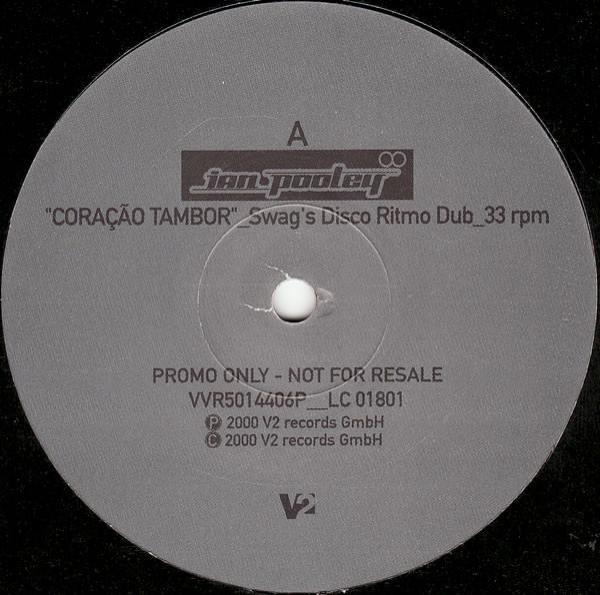 A
ian.pooley
"CORAÇÃO TAMBOR"_Swag's Disco Ritmo Dub_33 rpm
PROMO ONLY - NOT FOR RESALE
VVR5014406P__LC 01801
Ⓟ 2000 V2 records GmbH
© 2000 V2 records GmbH
V2